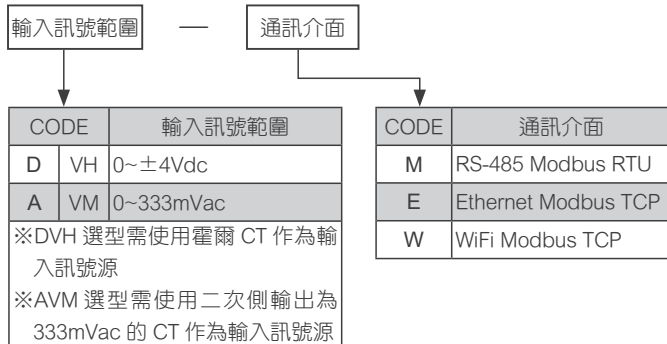 輸入訊號範圍 — 通訊介面
CODE 輸入訊號範圍
D VH 0~±4Vdc
A VM 0~333mVac
※DVH 選型需使用霍爾 CT 作為輸
入訊號源
※AVM 選型需使用二次側輸出為
333mVac 的 CT 作為輸入訊號源
CODE 通訊介面
M RS-485 Modbus RTU
E Ethernet Modbus TCP
W WiFi Modbus TCP